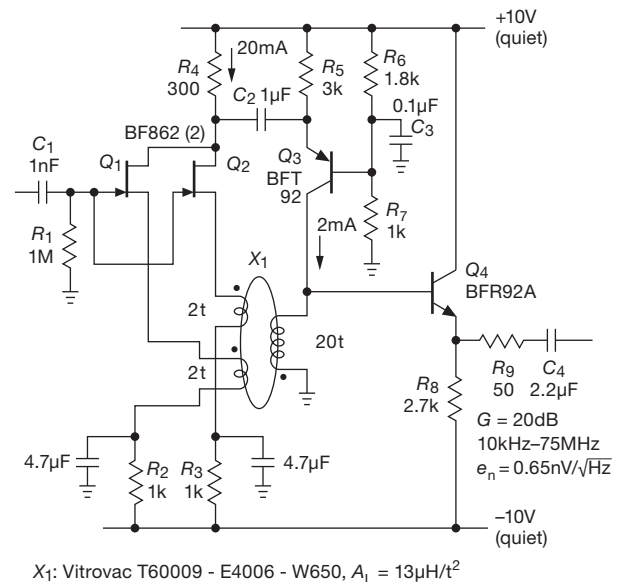 +10V
(quiet)
20mA
R4
300
R5
3k
R6
1.8k
C2 1µF
0.1µF
C3
BF862 (2)
C1
1nF
Q1
Q2
Q3
BFT
92
R7
1k
R1
1M
2mA
X1
Q4
BFR92A
2t
20t
2t
R9
50
C4
2.2µF
R8
2.7k
4.7µF
R2
1k
R3
1k
4.7µF
G = 20dB
10kHz–75MHz
en = 0.65nV/√Hz
–10V
(quiet)
X1: Vitrovac T60009 - E4006 - W650, AL = 13µH/t²